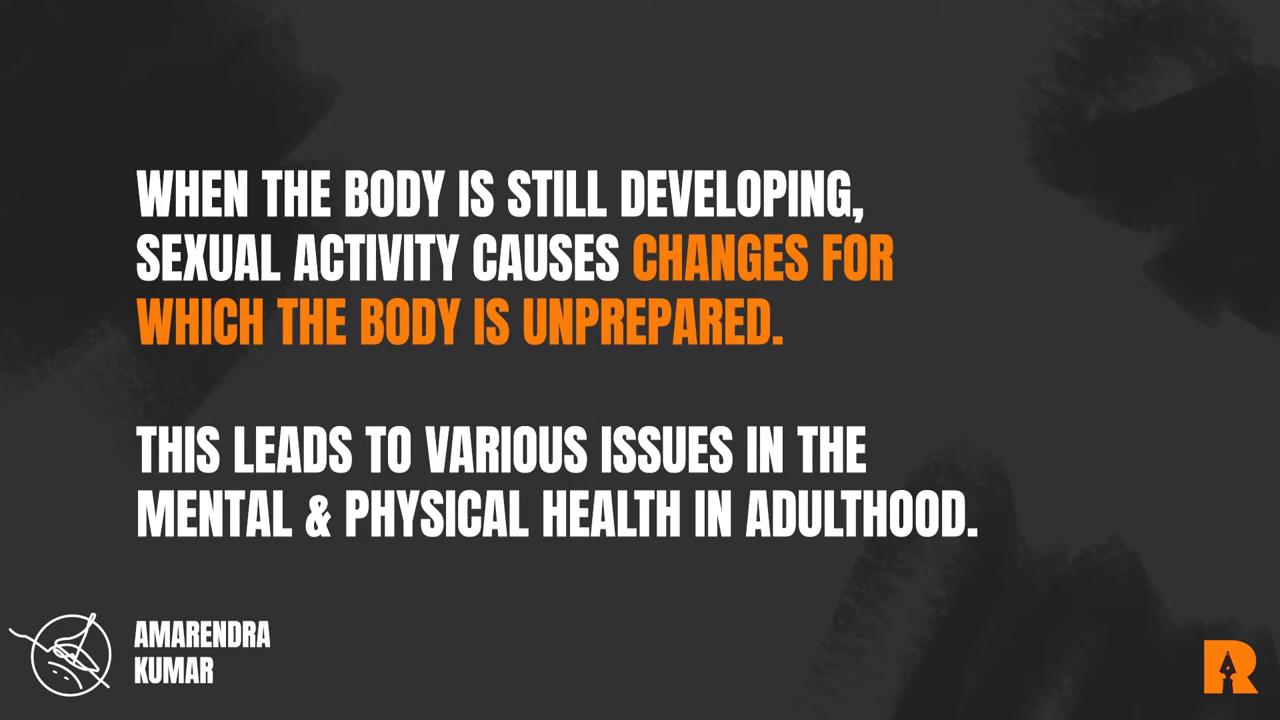 WHEN THE BODY IS STILL DEVELOPING,
SEXUAL ACTIVITY CAUSES CHANGES FOR
WHICH THE BODY IS UNPREPARED.
THIS LEADS TO VARIOUS ISSUES IN THE
MENTAL & PHYSICAL HEALTH IN ADULTHOOD.
AMARENDRA
KUMAR
R